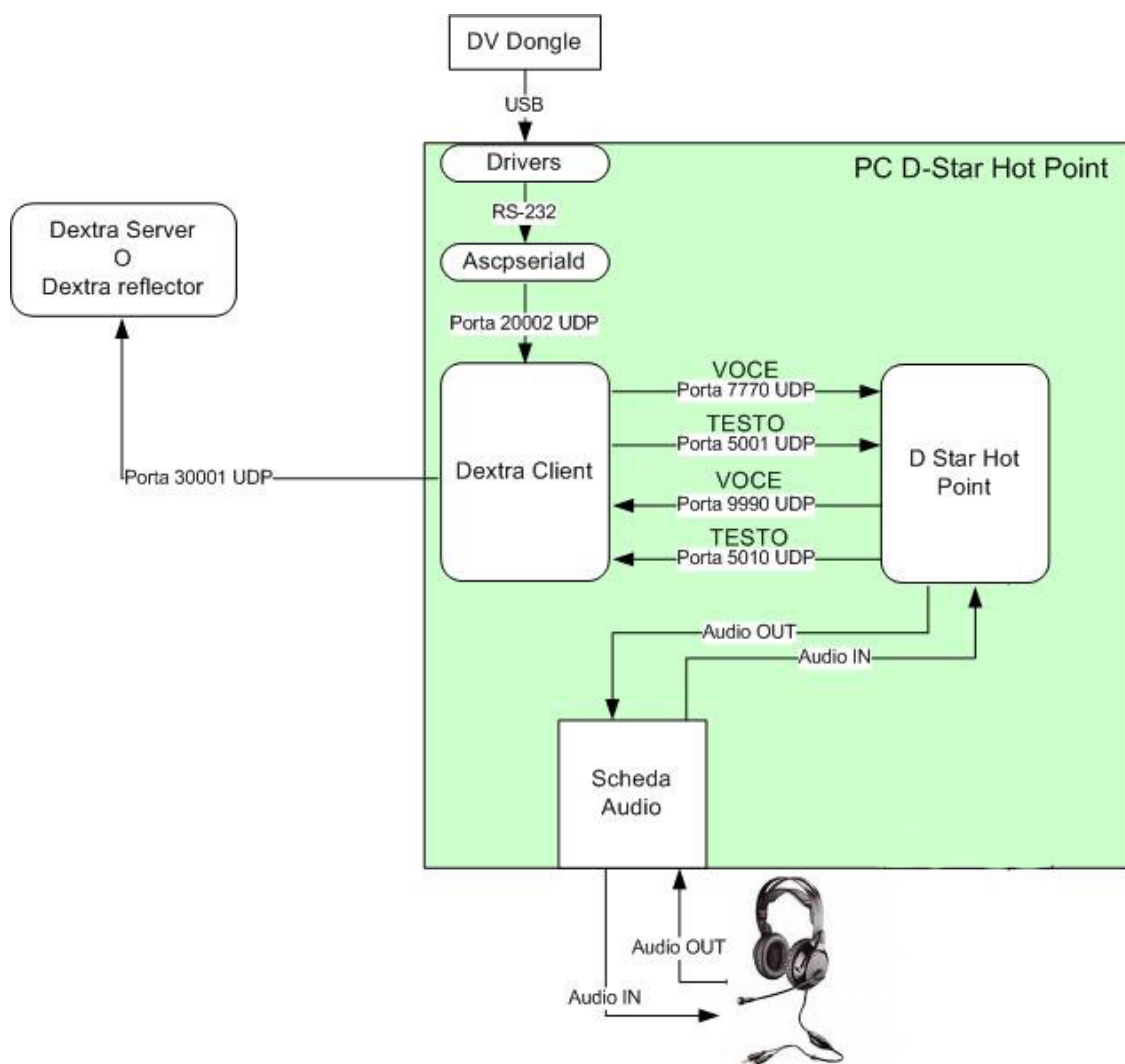 DV Dongle
USB
Drivers
PC D-Star Hot Point
RS-232
Dextra Server
O
Dextra reflector
Ascpseriald
Porta 20002 UDP
VOCE
Porta 7770 UDP
TESTO
Porta 5001 UDP
Dextra Client
D Star Hot
Point
Porta 30001 UDP
VOCE
Porta 9990 UDP
TESTO
Porta 5010 UDP
Audio OUT
Audio IN
Scheda
Audio
Audio OUT
Audio IN